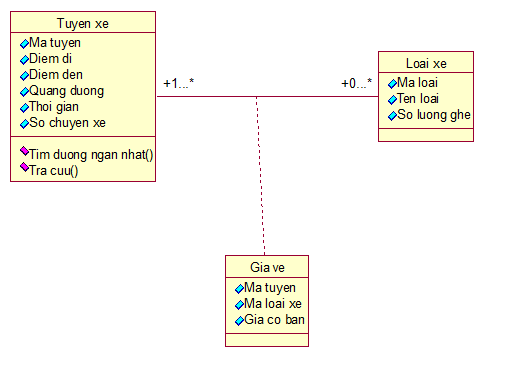 Tuyen xe
Ma tuyen
Diem di
Diem den
Quang duong
Thoi gian
So chuyen xe
Tim duong ngan nhat()
Tra cuu()
+1...*
+0...*
Loai xe
Ma loai
Ten loai
So luong ghe
Gia ve
Ma tuyen
Ma loai xe
Gia co ban